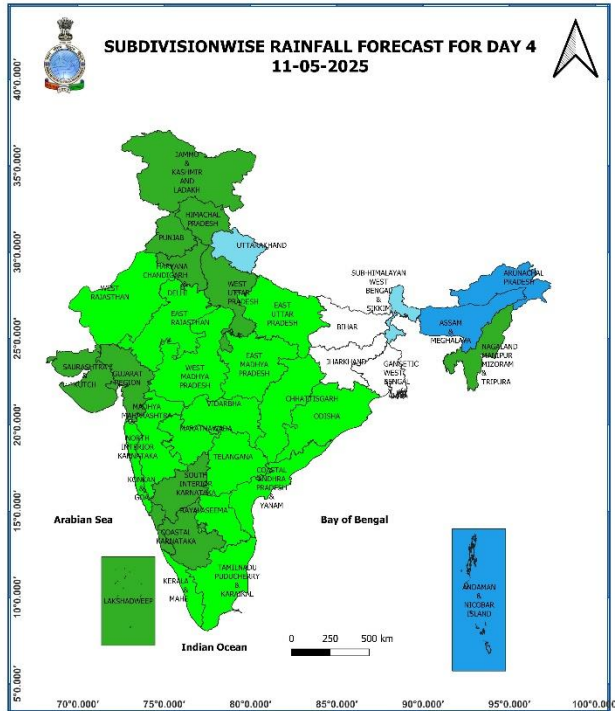 SUBDIVISIONWISE RAINFALL FORECAST FOR DAY 4
11-05-2025
JAMMU
&
KASHMIR
AND
LADAKH
HIMACHAL
PRADESH
PUNJAB
UTTARAKHAND
HARYANA
CHANDIGARH
&
DELHI
WEST
UTTAR
PRADESH
WEST
RAJASTHAN
EAST
RAJASTHAN
EAST
UTTAR
PRADESH
SUB-HIMALAYAN
WEST
BENGAL
&
SIKKIM
ARUNACHAL
PRADESH
ASSAM
&
MEGHALAYA
BIHAR
NAGALAND
MANIPUR
MIZORAM
&
TRIPURA
JHARKHAND
GANGETIC
WEST
BENGAL
SAURASHTRA
&
KUTCH
GUJARAT
REGION
WEST
MADHYA
PRADESH
EAST
MADHYA
PRADESH
MADHYA
MAHARASHTRA
VIDARBHA
CHHATTISGARH
ODISHA
MARATHAWADA
NORTH
INTERIOR
KARNATAKA
TELANGANA
KONKAN
&
GOA
SOUTH
INTERIOR
KARNATAKA
COASTAL
ANDHRA
PRADESH
&
YANAM
RAYALASEEMA
Arabian Sea
Bay of Bengal
COASTAL
KARNATAKA
LAKSHADWEEP
KERALA
&
MAHE
TAMILNADU
PUDUCHERRY
&
KARAIKAL
ANDAMAN
&
NICOBAR
ISLAND
Indian Ocean
0 250 500 km
40°0.000'
35°0.000'
30°0.000'
25°0.000'
20°0.000'
15°0.000'
10°0.000'
5°0.000'
70°0.000' 75°0.000' 80°0.000' 85°0.000' 90°0.000' 95°0.000' 100°0.000'